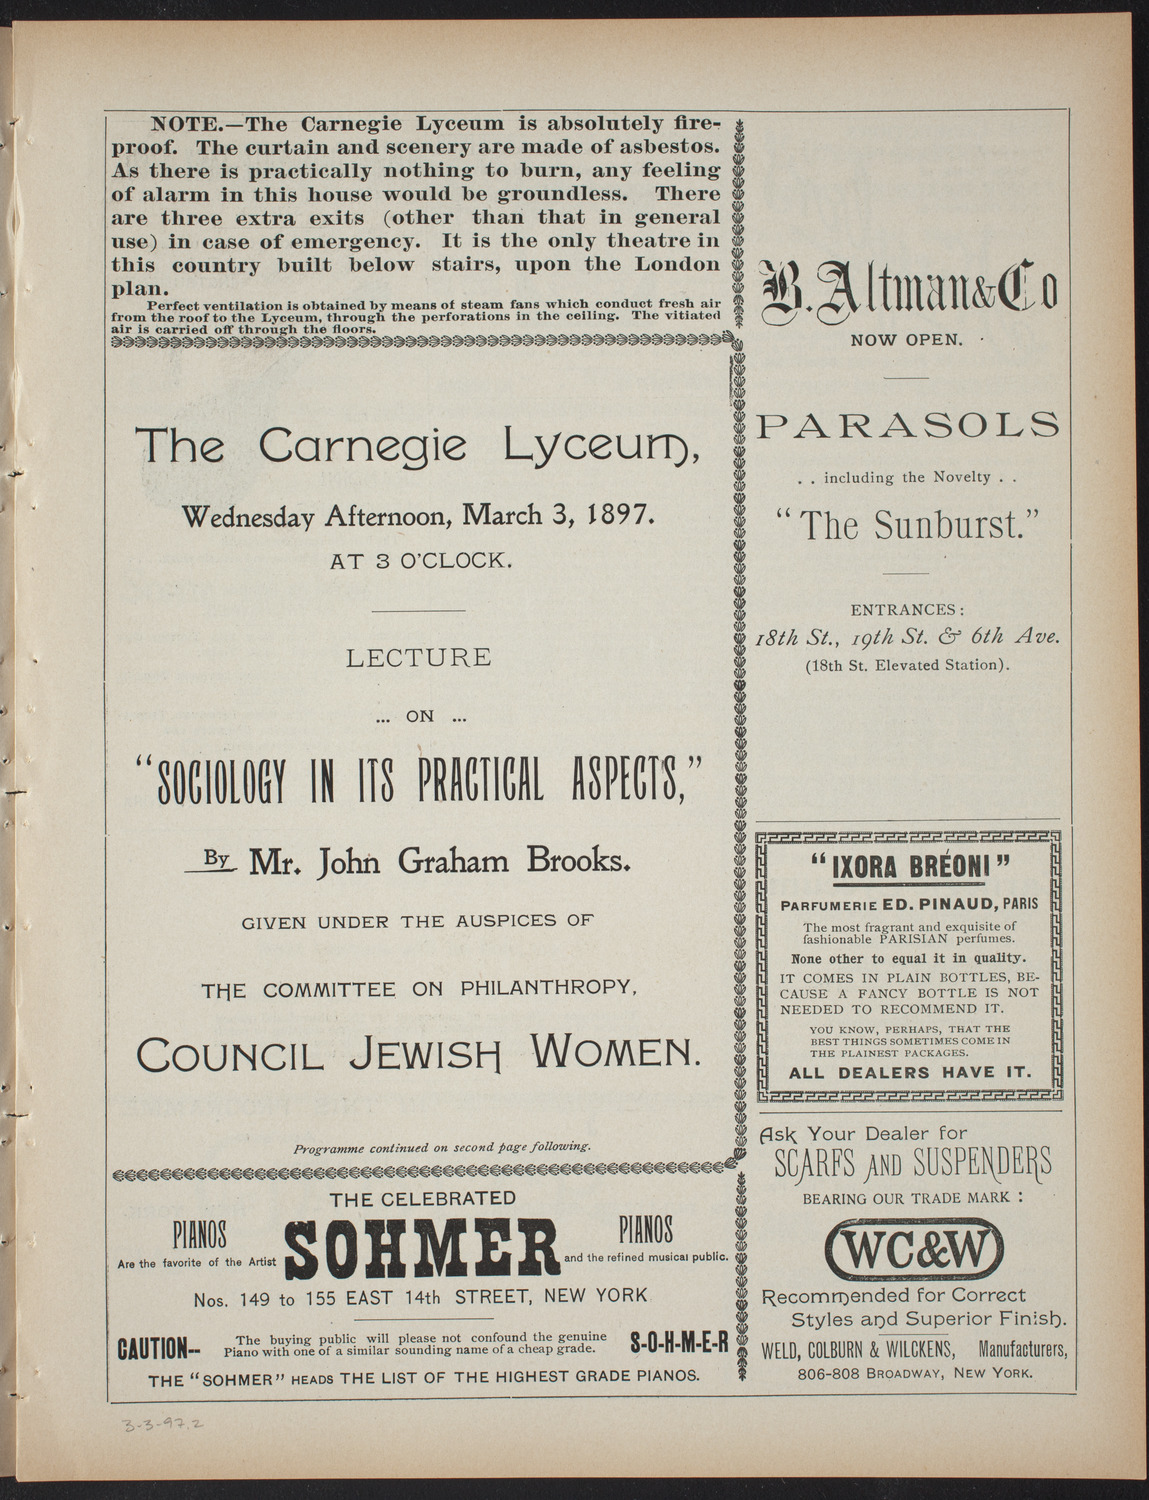 NOTE.—The Carnegie Lyceum is absolutely fire-
proof. The curtain and scenery are made of asbestos.
As there is practically nothing to burn, any feeling
of alarm in this house would be groundless. There
are three extra exits (other than that in general
use) in case of emergency. It is the only theatre in
this country built below stairs, upon the London
plan.
Perfect ventilation is obtained by means of steam fans which conduct fresh air
from the roof to the Lyceum, through the perforations in the ceiling. The vitiated
air is carried off through the floors.
The Carnegie Lyceum,
Wednesday Afternoon, March 3, 1897.
AT 3 O'CLOCK.
LECTURE
... ON ...
"SOCIOLOGY IN ITS PRACTICAL ASPECTS,"
By Mr. John Graham Brooks.
GIVEN UNDER THE AUSPICES OF
THE COMMITTEE ON PHILANTHROPY,
COUNCIL JEWISH WOMEN.
Programme continued on second page following.
THE CELEBRATED
PIANOS SOHMER PIANOS
Are the favorite of the Artist and the refined musical public.
Nos. 149 to 155 EAST 14th STREET, NEW YORK
CAUTION-- The buying public will please not confound the genuine S-O-H-M-E-R
Piano with one of a similar sounding name of a cheap grade.
THE "SOHMER" HEADS THE LIST OF THE HIGHEST GRADE PIANOS.
B. Altman & Co
NOW OPEN.
PARASOLS
. . including the Novelty . .
"The Sunburst."
ENTRANCES:
18th St., 19th St. & 6th Ave.
(18th St. Elevated Station).
"IXORA BRÉONI"
PARFUMERIE ED. PINAUD, PARIS
The most fragrant and exquisite of
fashionable PARISIAN perfumes.
None other to equal it in quality.
IT COMES IN PLAIN BOTTLES, BE-
CAUSE A FANCY BOTTLE IS NOT
NEEDED TO RECOMMEND IT.
YOU KNOW, PERHAPS, THAT THE
BEST THINGS SOMETIMES COME IN
THE PLAINEST PACKAGES.
ALL DEALERS HAVE IT.
Ask Your Dealer for
SCARFS AND SUSPENDERS
BEARING OUR TRADE MARK:
WC&W
Recommended for Correct
Styles and Superior Finish.
WELD, COLBURN & WILCKENS, Manufacturers,
806-808 BROADWAY, NEW YORK.
3-3-97.2